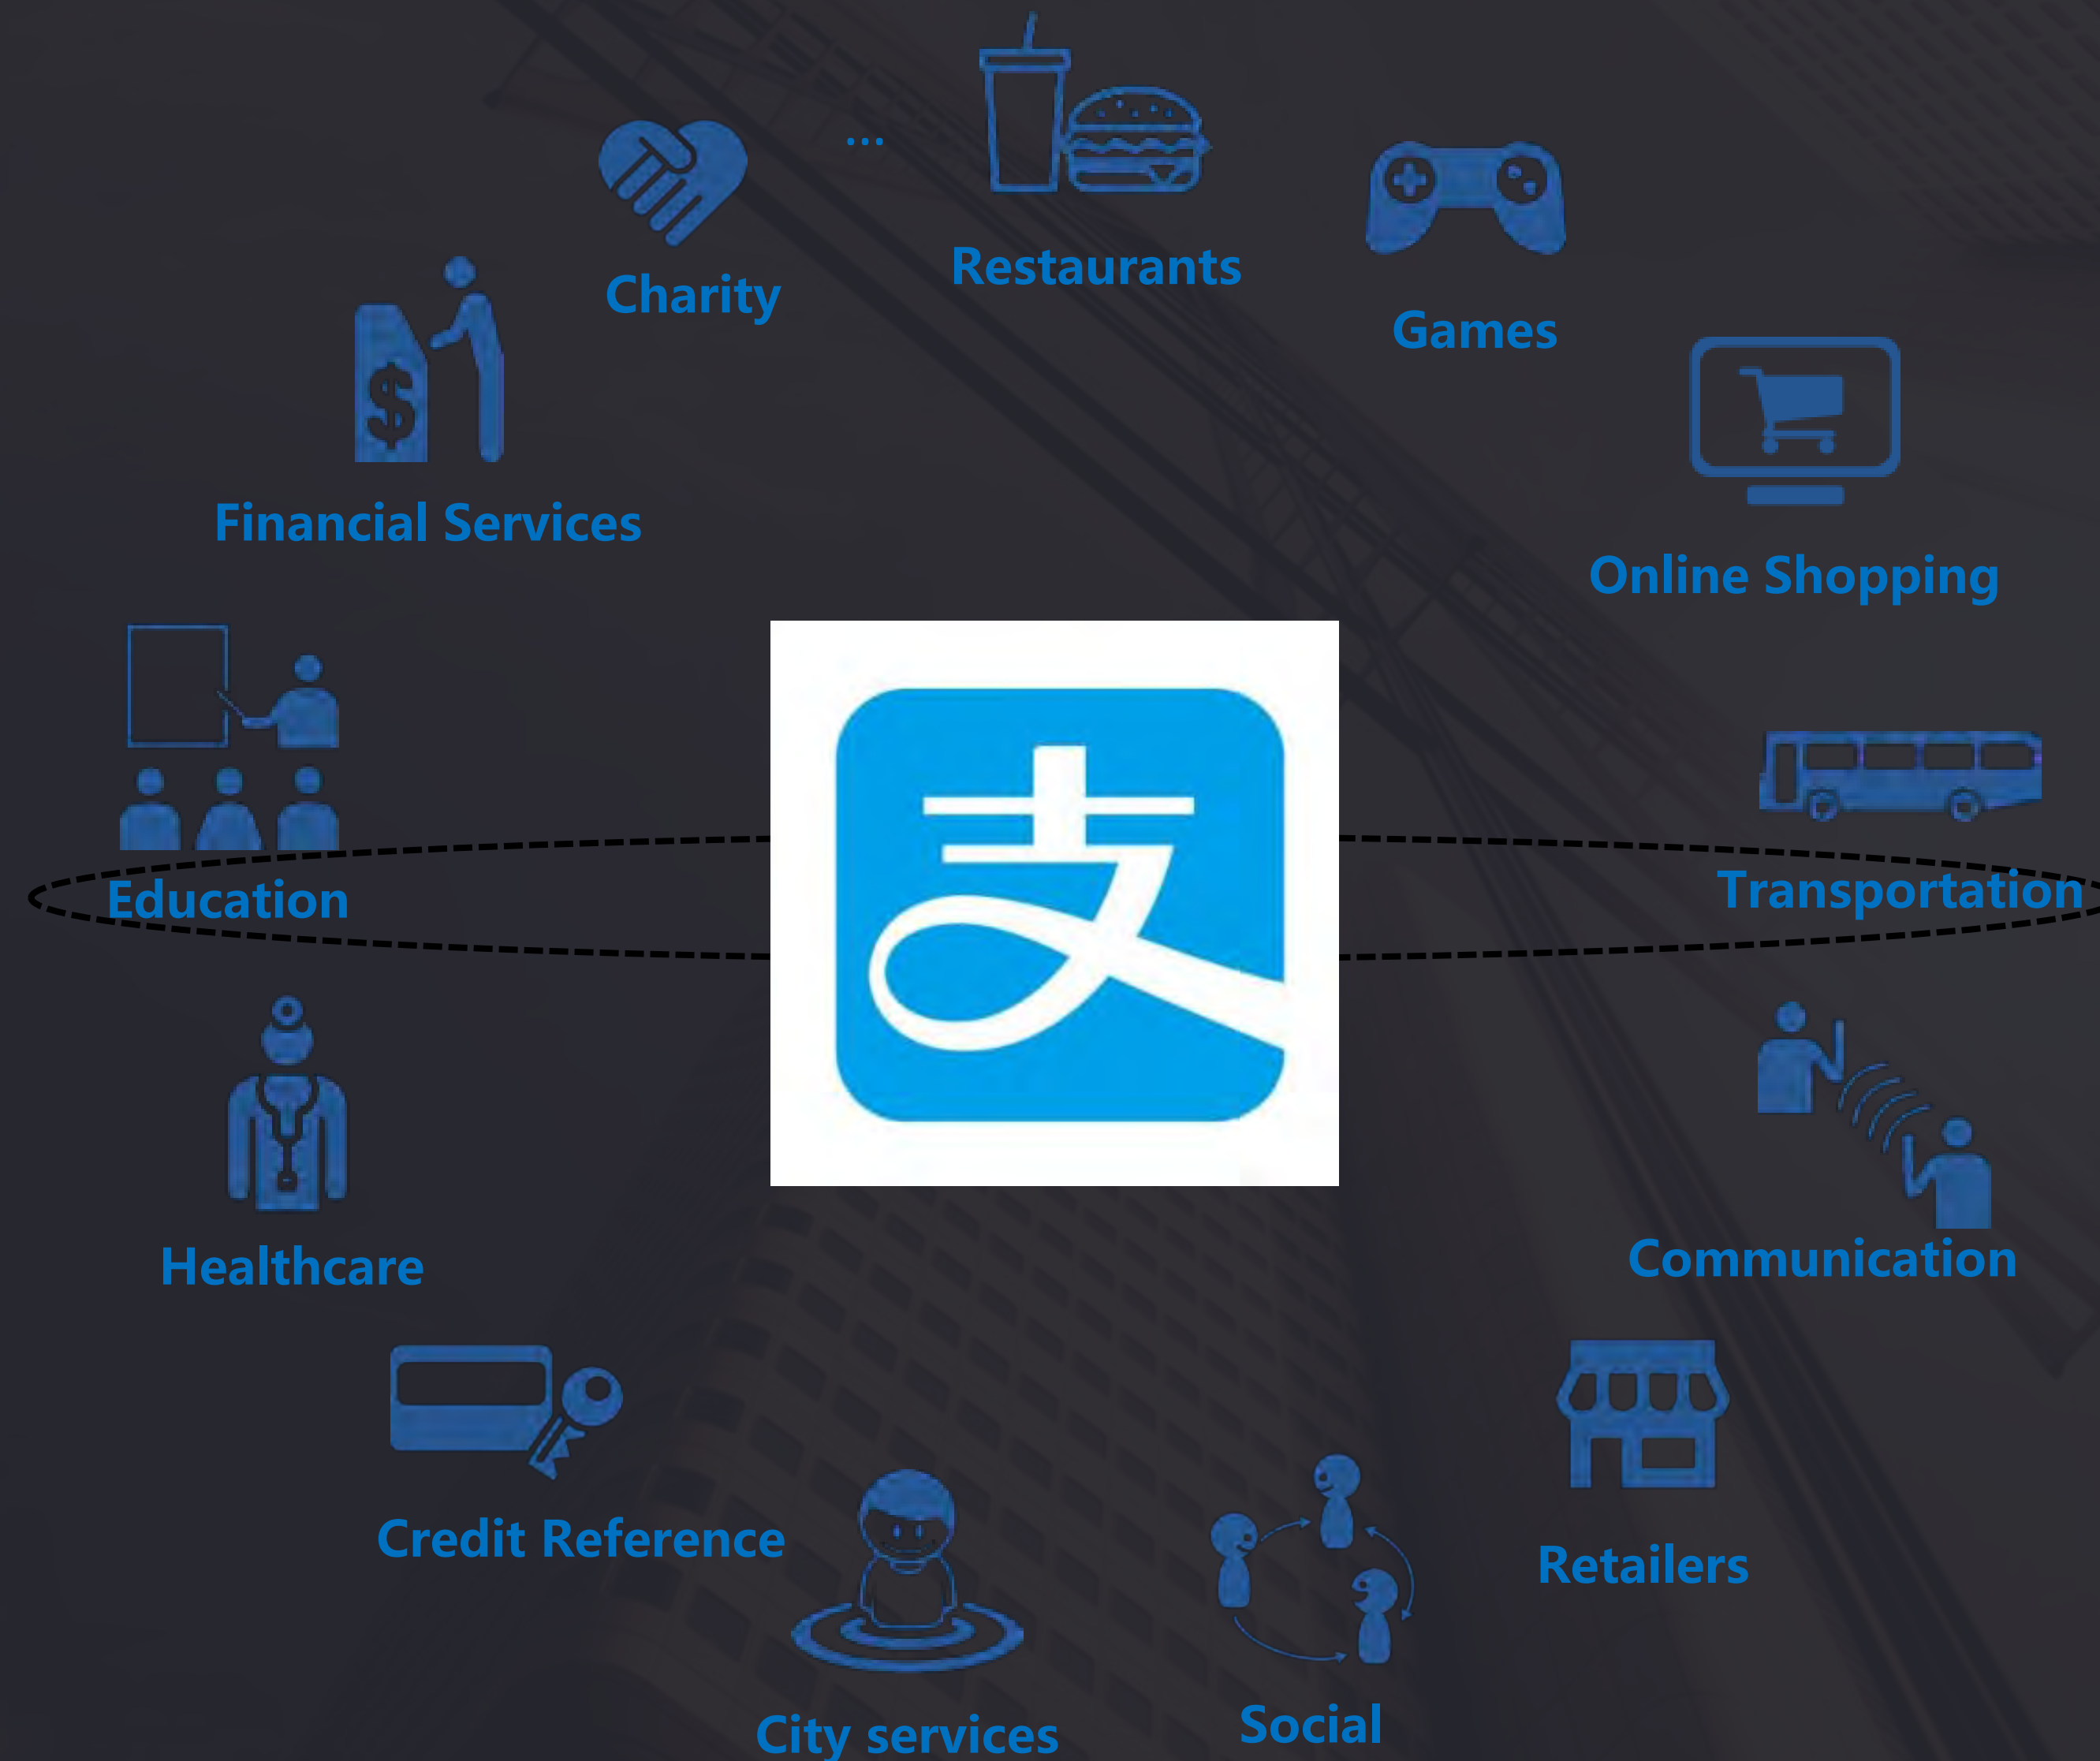 ...
Restaurants
Charity
Games
Financial Services
Online Shopping
支
Education
Transportation
Healthcare
Communication
Credit Reference
Retailers
City services
Social
$